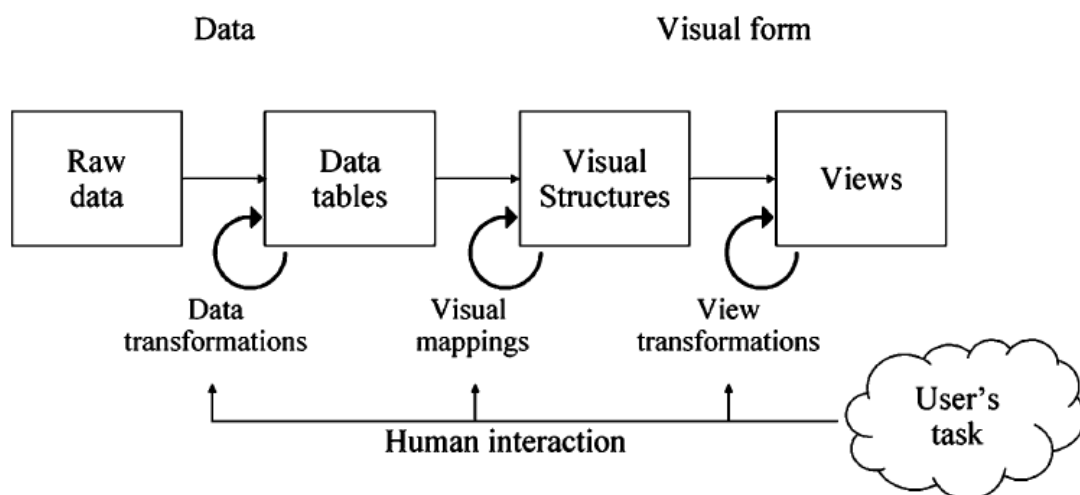 Data
Visual form
Raw
data
Data
tables
Visual
Structures
Views
Data
transformations
Visual
mappings
View
transformations
User's
task
Human interaction